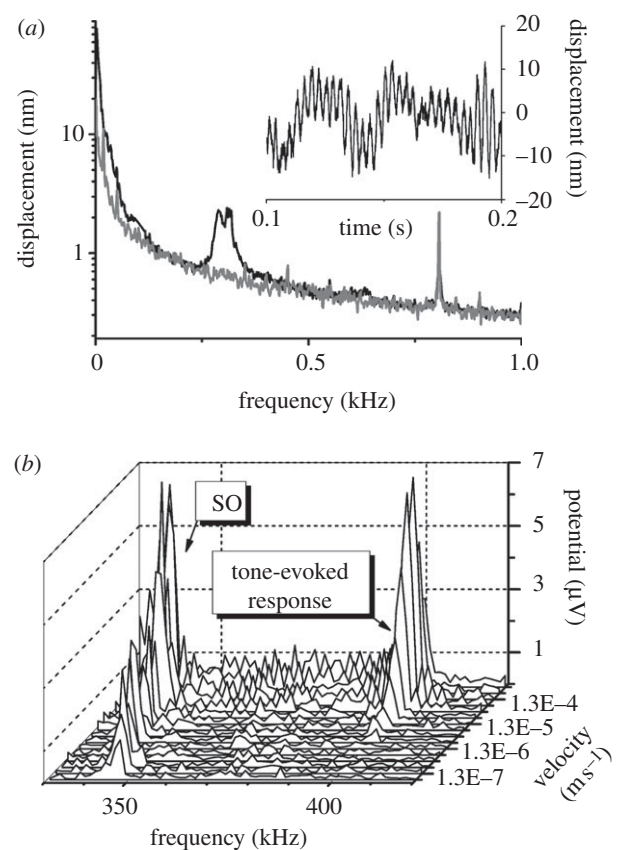 (a)
displacement (nm)
10
1
0
0.5
1.0
frequency (kHz)
20
10
0
−10
−20
displacement (nm)
0.1
0.2
time (s)
(b)
SO
tone-evoked
response
7
5
3
1
potential (µV)
1.3E−4
1.3E−5
1.3E−6
1.3E−7
velocity
(m s⁻¹)
350
400
frequency (kHz)